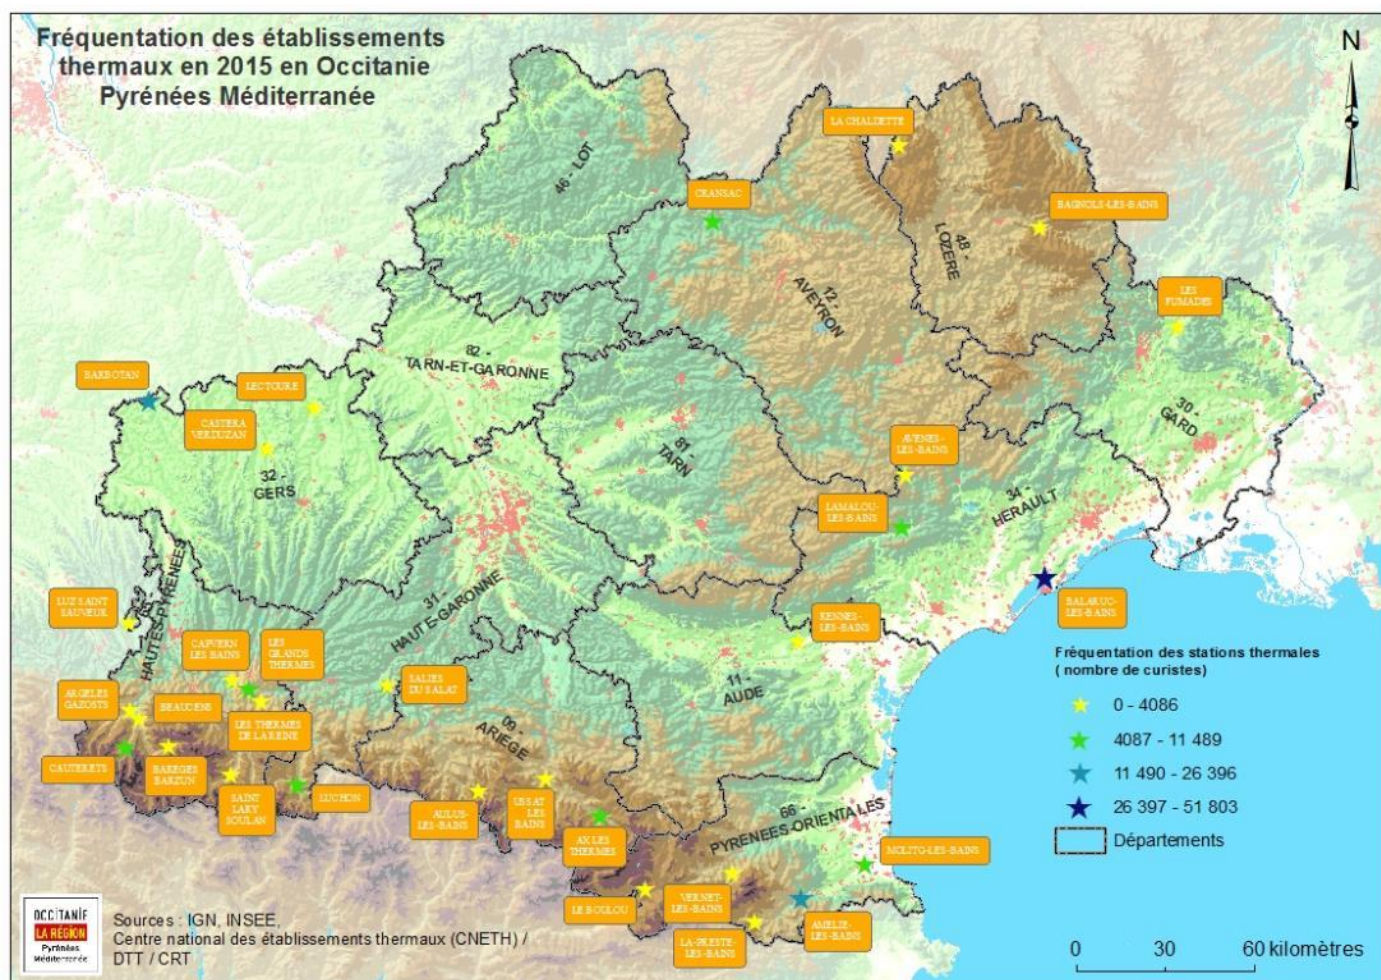 Fréquentation des établissements
thermaux en 2015 en Occitanie
Pyrénées Méditerranée
N
LA CHALDETTE
46 - LOT
CRANSAC
BAGNOLS-LES-BAINS
48 -
LOZERE
12 -
AVEYRON
LES
FUMADES
82 -
TARN-ET-GARONNE
BARBOTAN
LECTOURE
CASTERA
VERDUZAN
32 -
GERS
81 -
TARN
30 -
GARD
AVENES-
LES-BAINS
34 -
HERAULT
LAMALOU-
LES-BAINS
BALARUC-
LES-BAINS
LUZ SAINT
SAUVEUR
HAUTES-PYRENEES
31 -
HAUTE-GARONNE
RENNES-
LES-BAINS
CAPVERN
LES BAINS
LES
GRANDS
THERMES
SALIES
DU SALAT
11 -
AUDE
ARGELES
GAZOSTS
BEAUCENS
LES THERMES
DE LA REINE
09 -
ARIEGE
CAUTERETS
BAREGES
BARZUN
SAINT
LARY
SOULAN
LUCHON
AULUS-
LES-BAINS
USSAT
LES
BAINS
AX LES
THERMES
66 -
PYRENEES-ORIENTALES
MOLITG-LES-BAINS
LE BOULOU
VERNET-
LES-BAINS
LA-PRESTE-
LES-BAINS
AMELIE-
LES-BAINS
Fréquentation des stations thermales
( nombre de curistes)
0 - 4086
4087 - 11 489
11 490 - 26 396
26 397 - 51 803
Départements
OCCITANIE
LA RÉGION
Pyrénées
Méditerranée
Sources : IGN, INSEE,
Centre national des établissements thermaux (CNETH) /
DTT / CRT
0 30 60 kilomètres